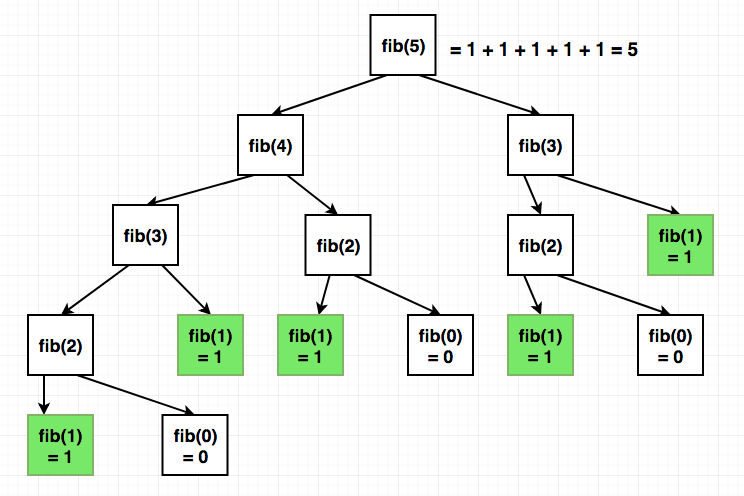 fib(5)
= 1 + 1 + 1 + 1 + 1 = 5
fib(4)
fib(3)
fib(3)
fib(2)
fib(2)
fib(1)
= 1
fib(2)
fib(1)
= 1
fib(1)
= 1
fib(0)
= 0
fib(1)
= 1
fib(0)
= 0
fib(1)
= 1
fib(0)
= 0